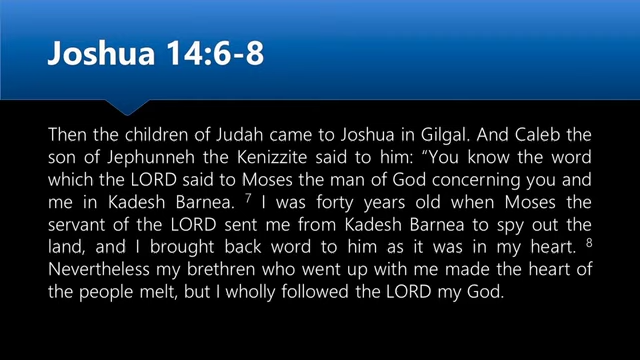 Joshua 14:6-8
Then the children of Judah came to Joshua in Gilgal. And Caleb the
son of Jephunneh the Kenizzite said to him: “You know the word
which the LORD said to Moses the man of God concerning you and
me in Kadesh Barnea. 7 I was forty years old when Moses the
servant of the LORD sent me from Kadesh Barnea to spy out the
land, and I brought back word to him as it was in my heart. 8
Nevertheless my brethren who went up with me made the heart of
the people melt, but I wholly followed the LORD my God.